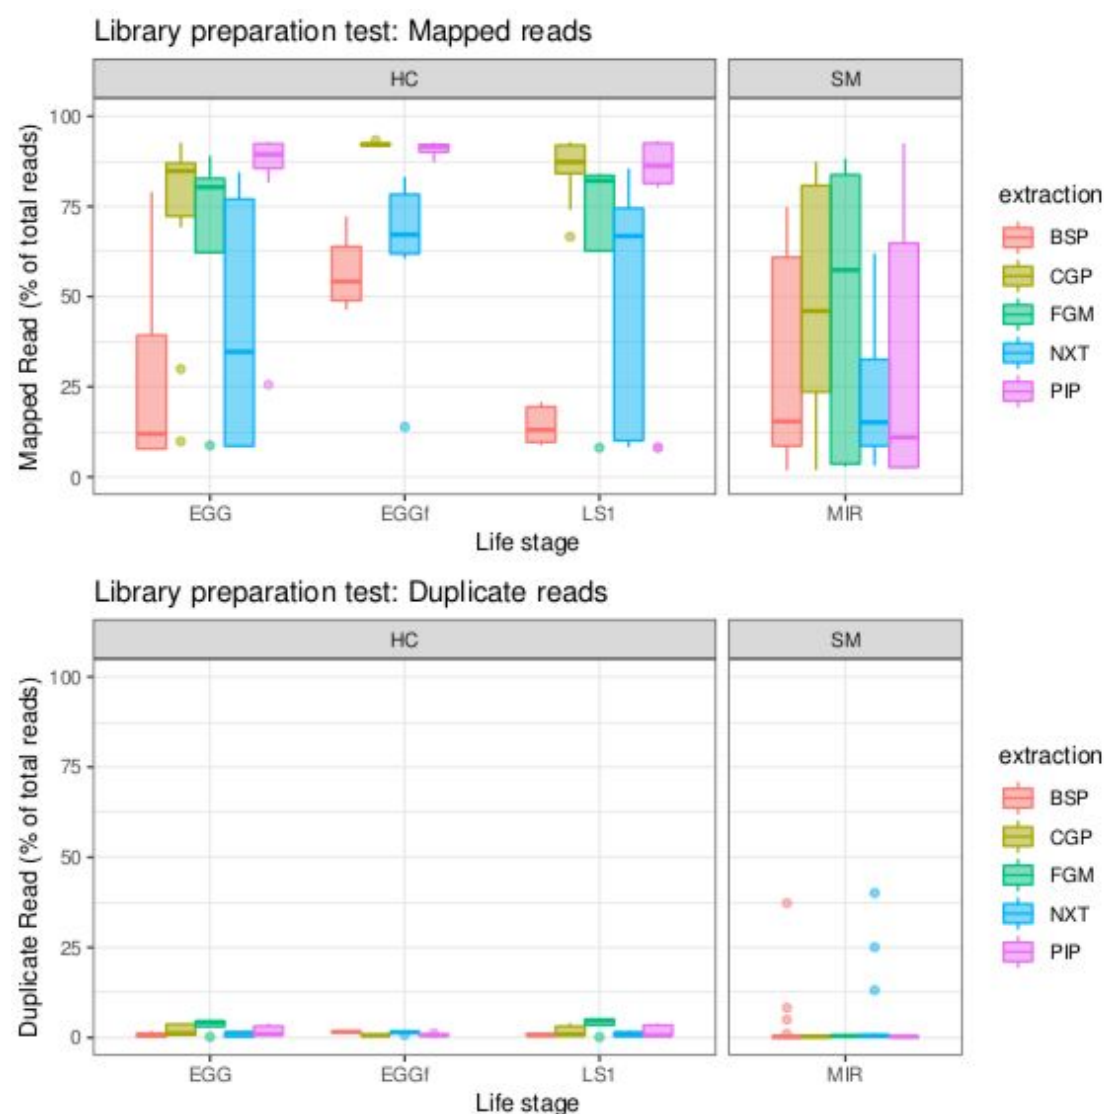 Library preparation test: Mapped reads
HC
SM
Mapped Read (% of total reads)
100
75
50
25
0
EGG
EGGf
LS1
MIR
Life stage
extraction
BSP
CGP
FGM
NXT
PIP
Library preparation test: Duplicate reads
HC
SM
Duplicate Read (% of total reads)
100
75
50
25
0
EGG
EGGf
LS1
MIR
Life stage
extraction
BSP
CGP
FGM
NXT
PIP